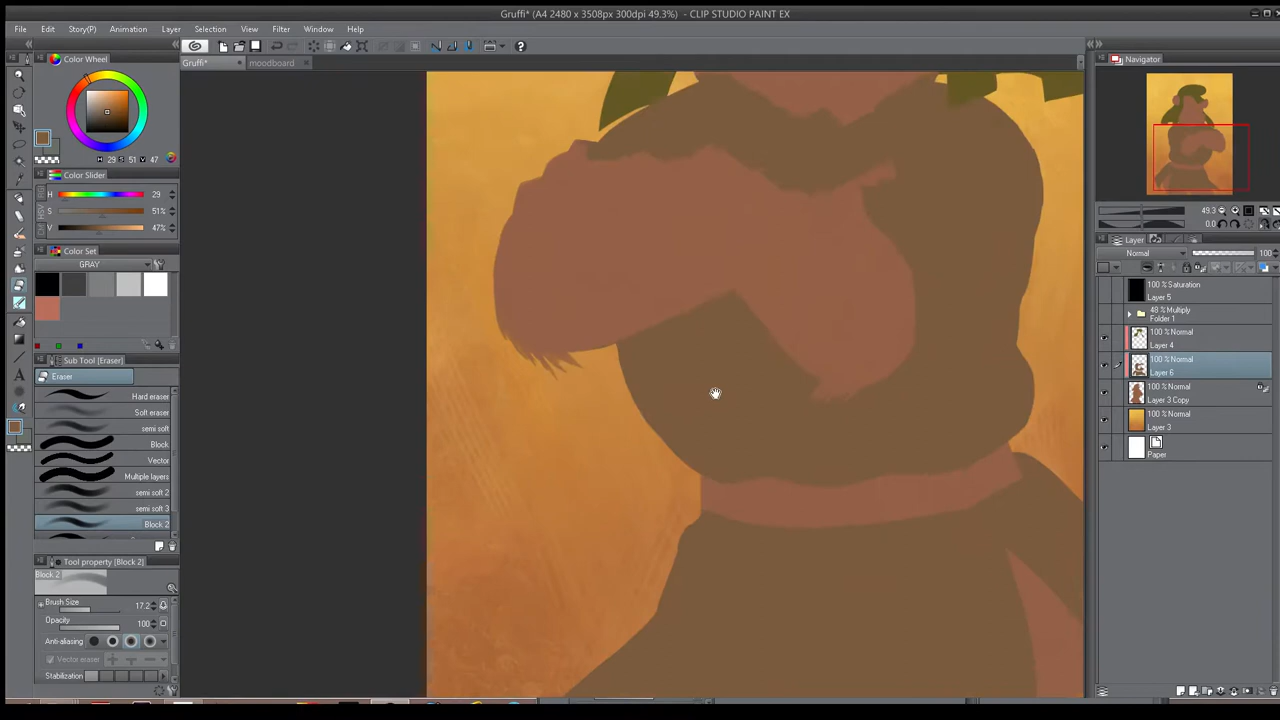 Gruffi* (A4 2480 x 3508px 300dpi 49.3%) - CLIP STUDIO PAINT EX
File Edit Story(P) Animation Layer Selection View Filter Window Help
Gruffi* moodboard
Color Wheel
H 29 S 51 V 47
Color Slider
H 29
S 51%
V 47%
Color Set
GRAY
Sub Tool [Eraser]
Eraser
Hard eraser
Soft eraser
semi soft
Block
Vector
Multiple layers
semi soft 2
semi soft 3
Block 2
Tool property [Block 2]
Block 2
Brush Size 17.2
Opacity 100
Anti-aliasing
Vector eraser
Stabilization
Navigator
49.3
0.0
Layer
Normal 100
100 % Saturation
Layer 5
48 % Multiply
Folder 1
100 % Normal
Layer 4
100 % Normal
Layer 6
100 % Normal
Layer 3 Copy
100 % Normal
Layer 3
Paper